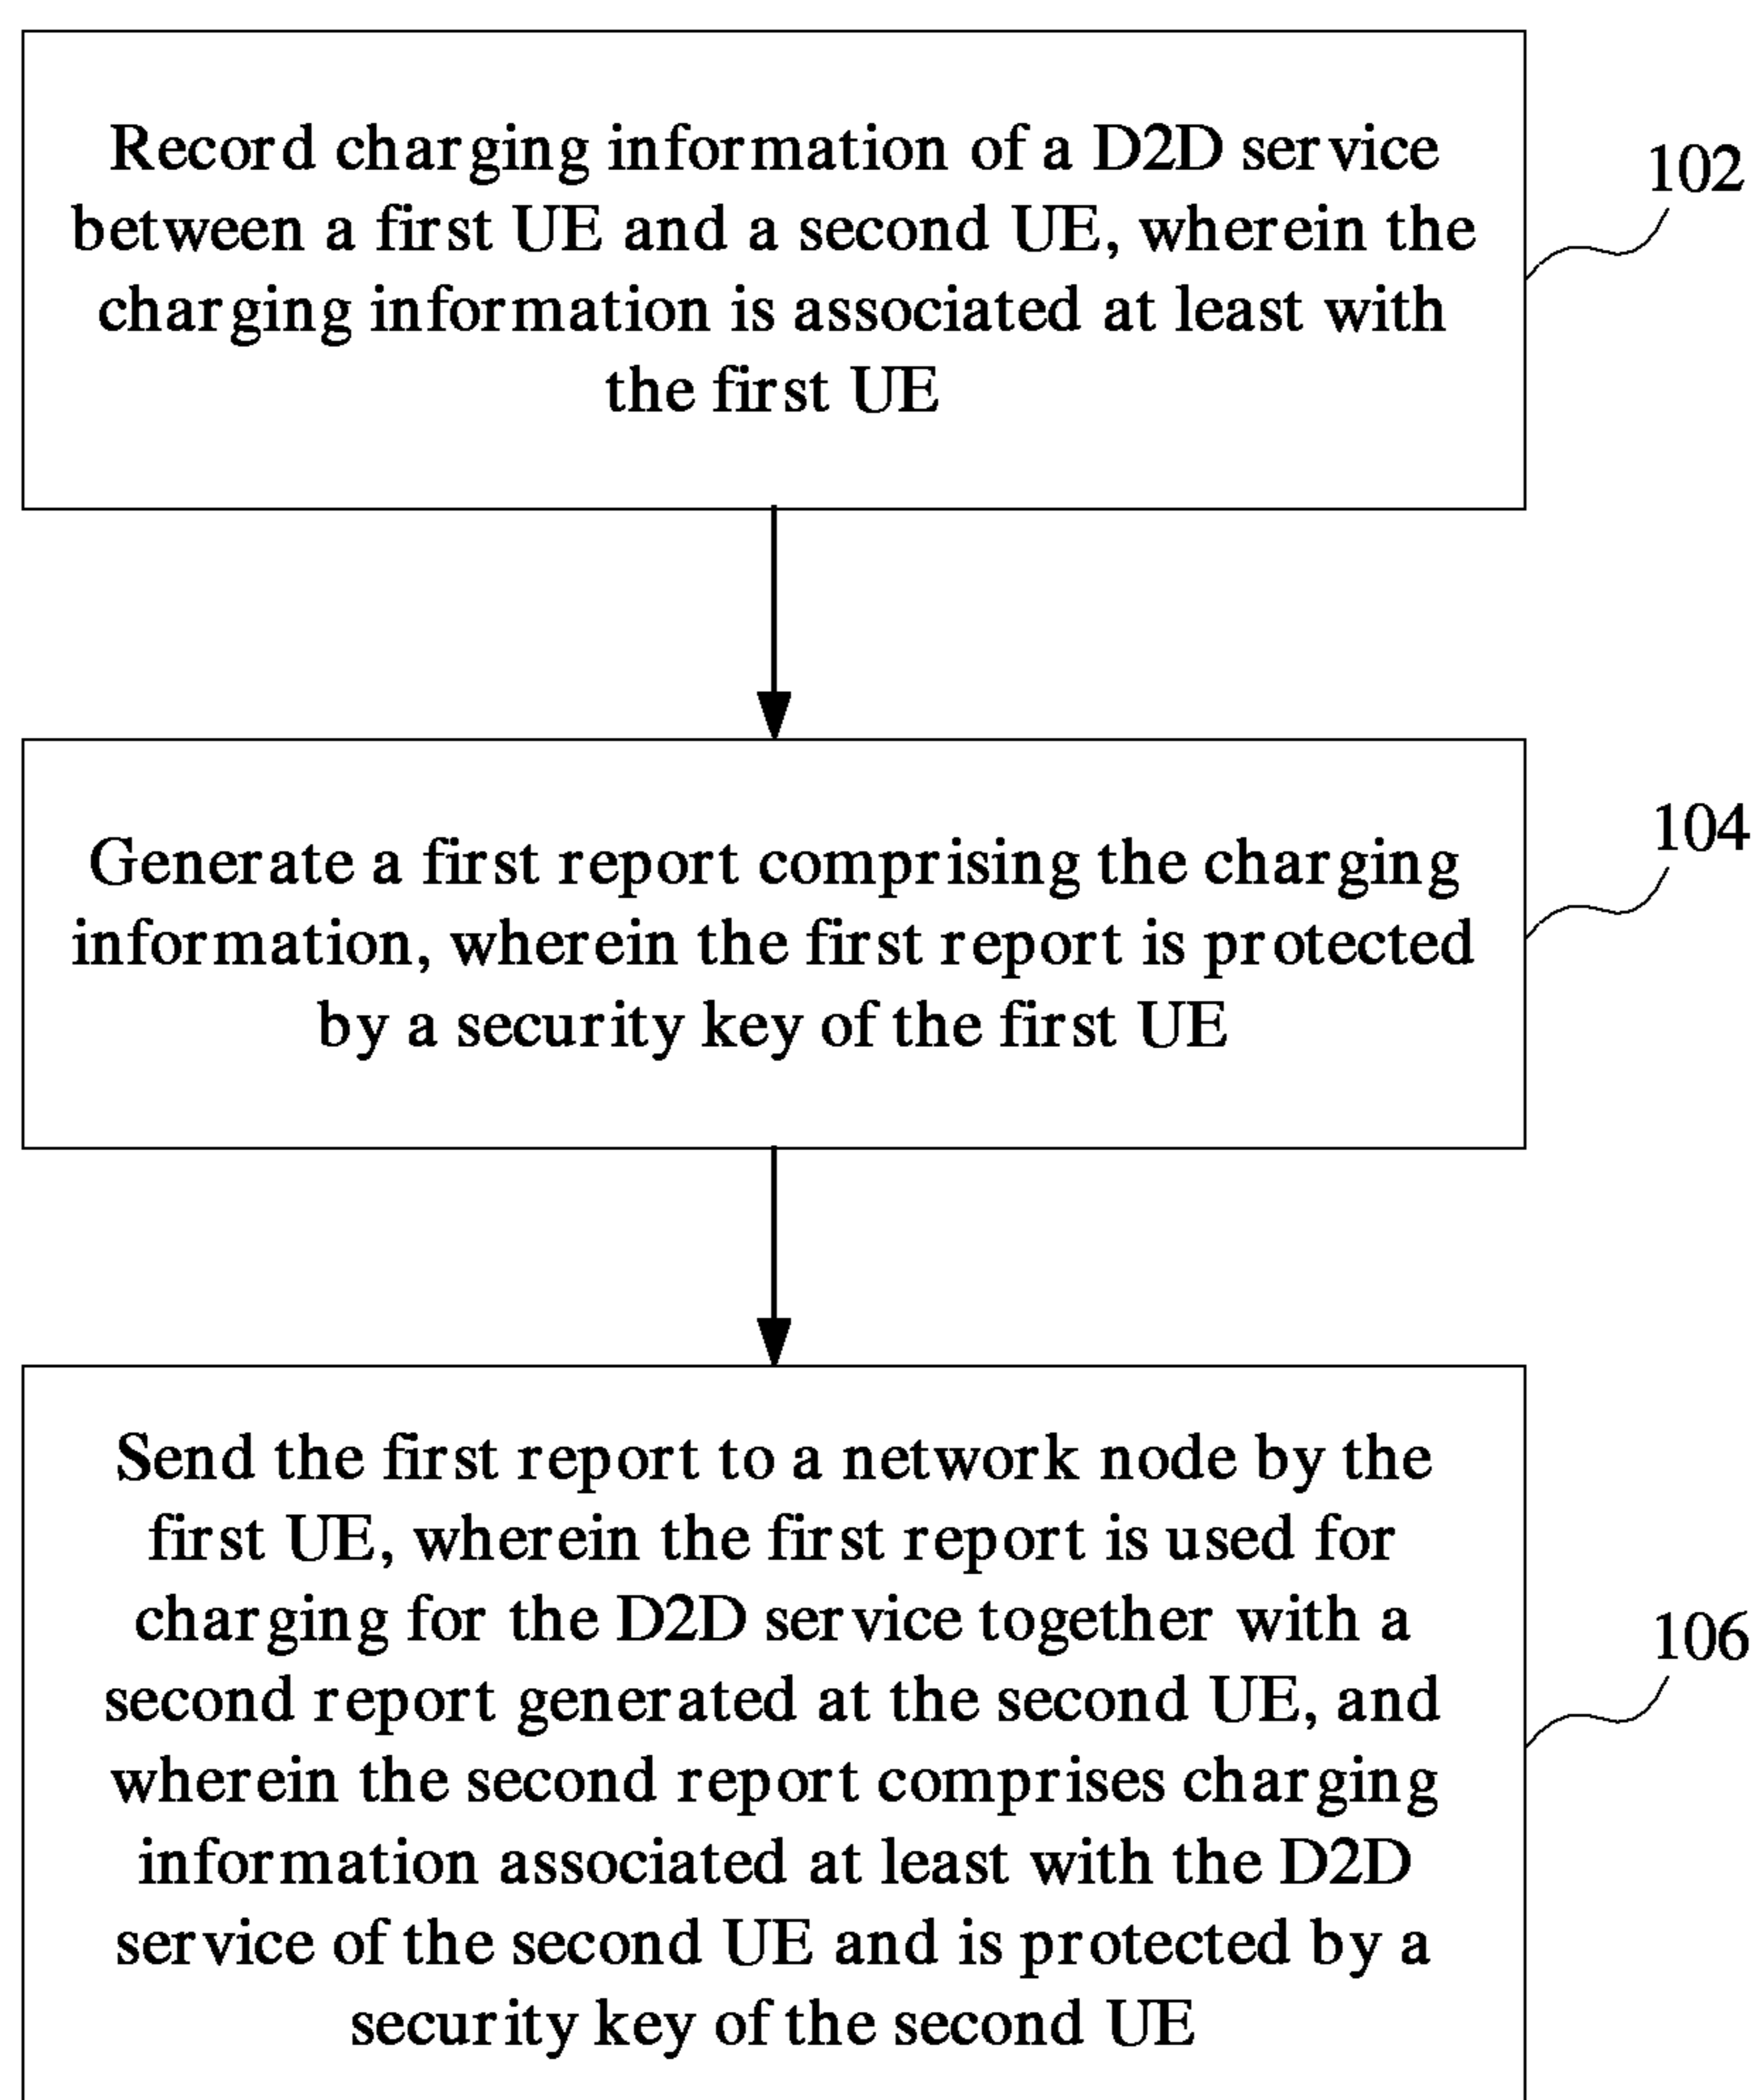 Record charging information of a D2D service
between a first UE and a second UE, wherein the
charging information is associated at least with
the first UE
102
Generate a first report comprising the charging
information, wherein the first report is protected
by a security key of the first UE
104
Send the first report to a network node by the
first UE, wherein the first report is used for
charging for the D2D service together with a
second report generated at the second UE, and
wherein the second report comprises charging
information associated at least with the D2D
service of the second UE and is protected by a
security key of the second UE
106